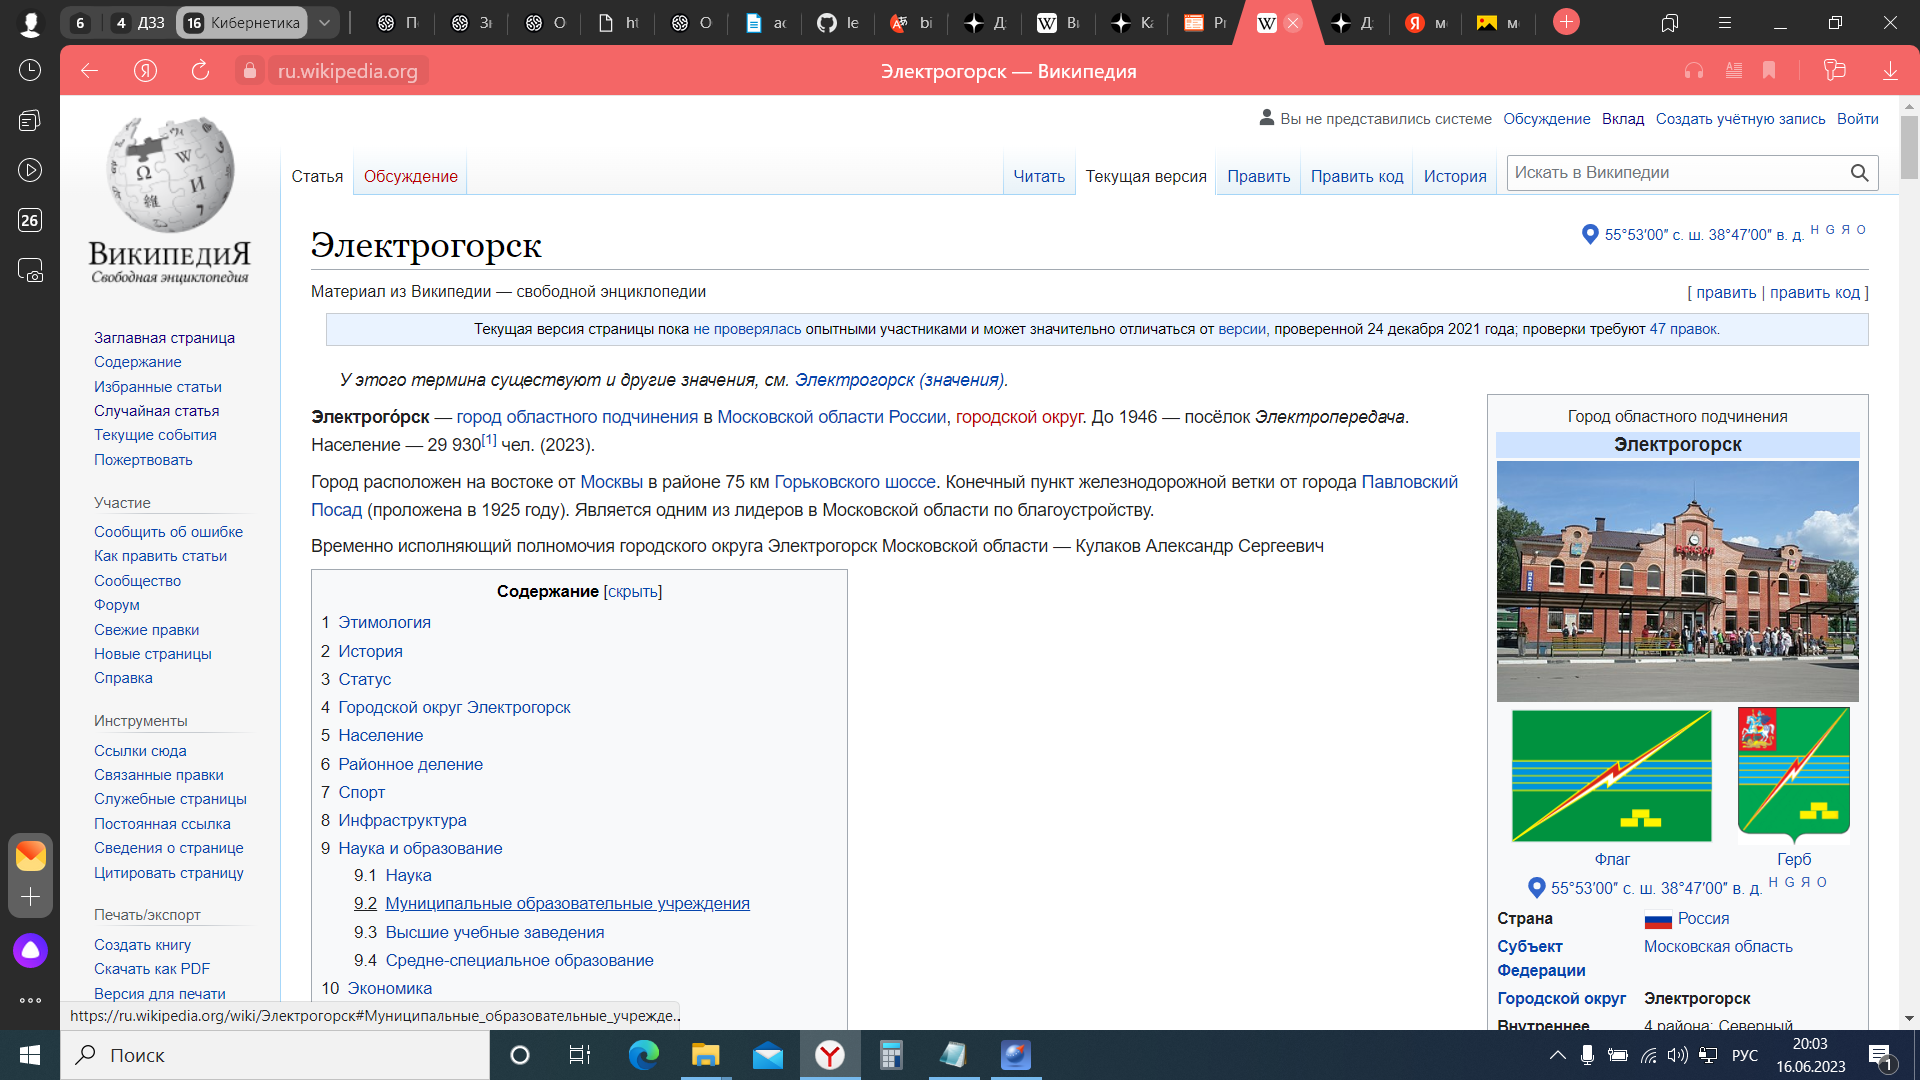 6
4 ДЗЗ
16 Кибернетика
ht
ac
le
bi
ru.wikipedia.org
Электрогорск — Википедия
26
ВикипедиЯ
Свободная энциклопедия
Вы не представились системе Обсуждение Вклад Создать учётную запись Войти
Статья Обсуждение
Читать Текущая версия Править Править код История
Искать в Википедии
Электрогорск
55°53′00″ с. ш. 38°47′00″ в. д. H G Я O
Материал из Википедии — свободной энциклопедии
[ править | править код ]
Текущая версия страницы пока не проверялась опытными участниками и может значительно отличаться от версии, проверенной 24 декабря 2021 года; проверки требуют 47 правок.
У этого термина существуют и другие значения, см. Электрогорск (значения).
Электрого́рск — город областного подчинения в Московской области России, городской округ. До 1946 — посёлок Электропередача.
Население — 29 930[1] чел. (2023).
Город расположен на востоке от Москвы в районе 75 км Горьковского шоссе. Конечный пункт железнодорожной ветки от города Павловский
Посад (проложена в 1925 году). Является одним из лидеров в Московской области по благоустройству.
Временно исполняющий полномочия городского округа Электрогорск Московской области — Кулаков Александр Сергеевич
Содержание [скрыть]
1 Этимология
2 История
3 Статус
4 Городской округ Электрогорск
5 Население
6 Районное деление
7 Спорт
8 Инфраструктура
9 Наука и образование
9.1 Наука
9.2 Муниципальные образовательные учреждения
9.3 Высшие учебные заведения
9.4 Средне-специальное образование
10 Экономика
Город областного подчинения
Электрогорск
ВОКЗАЛ
Флаг Герб
55°53′00″ с. ш. 38°47′00″ в. д. H G Я O
Страна Россия
Субъект Московская область
Федерации
Городской округ Электрогорск
Внутреннее 4 района: Северный
Заглавная страница
Содержание
Избранные статьи
Случайная статья
Текущие события
Пожертвовать
Участие
Сообщить об ошибке
Как править статьи
Сообщество
Форум
Свежие правки
Новые страницы
Справка
Инструменты
Ссылки сюда
Связанные правки
Служебные страницы
Постоянная ссылка
Сведения о странице
Цитировать страницу
Печать/экспорт
Создать книгу
Скачать как PDF
Версия для печати
https://ru.wikipedia.org/wiki/Электрогорск#Муниципальные_образовательные_учрежде...
Поиск
РУС
20:03
16.06.2023
1